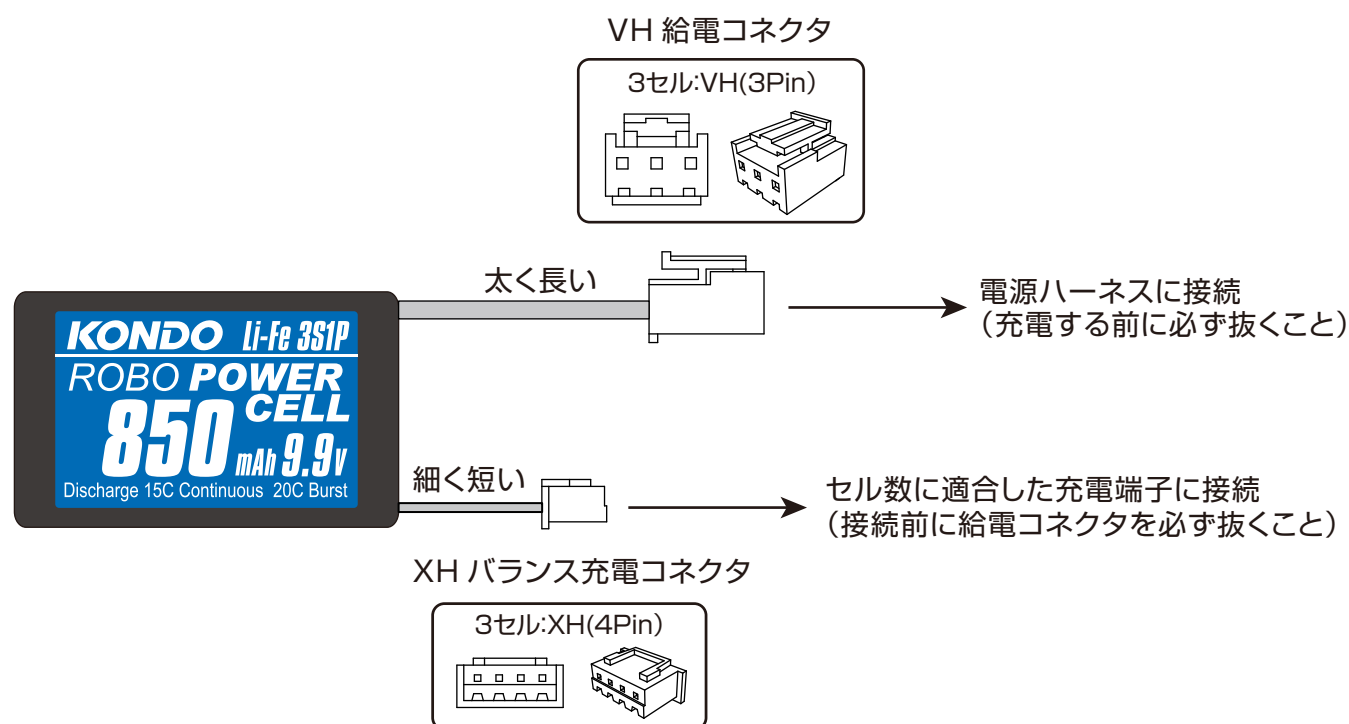 VH 給電コネクタ
3セル:VH(3Pin)
太く長い
電源ハーネスに接続
(充電する前に必ず抜くこと)
KONDO Li-Fe 3S1P
ROBO POWER
CELL
850 mAh 9.9V
Discharge 15C Continuous 20C Burst
細く短い
セル数に適合した充電端子に接続
(接続前に給電コネクタを必ず抜くこと)
XH バランス充電コネクタ
3セル:XH(4Pin)